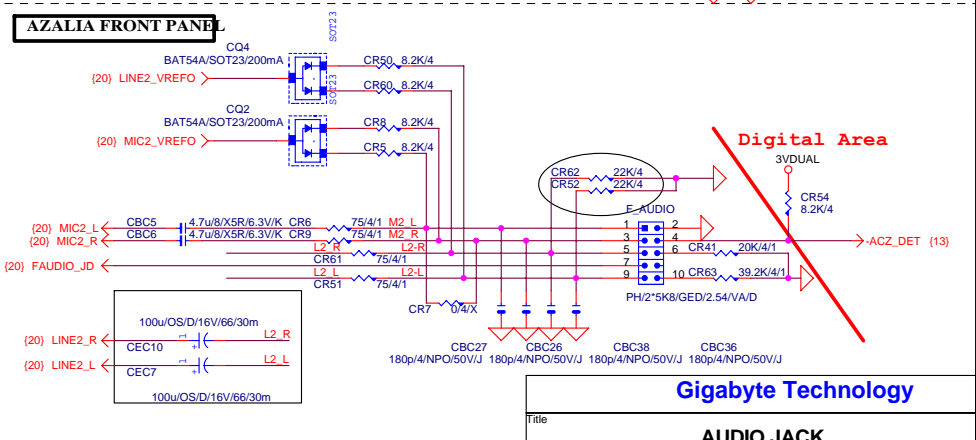 AZALIA FRONT PANEL
SOT23
CQ4
BAT54A/SOT23/200mA
{20} LINE2_VREFO
CR50 8.2K/4
CR60 8.2K/4
SOT23
CQ2
BAT54A/SOT23/200mA
{20} MIC2_VREFO
CR8 8.2K/4
CR5 8.2K/4
Digital Area
3VDUAL
CR54
8.2K/4
CR62 22K/4
CR52 22K/4
F_AUDIO
{20} MIC2_L CBC5 4.7u/8/X5R/6.3V/K CR6 75/4/1 M2_L 1 2
{20} MIC2_R CBC6 4.7u/8/X5R/6.3V/K CR9 75/4/1 M2_R 3 4 -ACZ_DET {13}
L2_R CR61 75/4/1 L2-R 5 6 CR41 20K/4/1
{20} FAUDIO_JD 7
L2_L CR51 75/4/1 L2-L 9 10 CR63 39.2K/4/1
PH/2*5K8/GED/2.54/VA/D
CR7 0/4/X
100u/OS/D/16V/66/30m
{20} LINE2_R CEC10 1 + L2_R
{20} LINE2_L CEC7 1 + L2_L
100u/OS/D/16V/66/30m
CBC27 CBC26 CBC38 CBC36
180p/4/NPO/50V/J 180p/4/NPO/50V/J 180p/4/NPO/50V/J 180p/4/NPO/50V/J
Gigabyte Technology
Title
AUDIO JACK